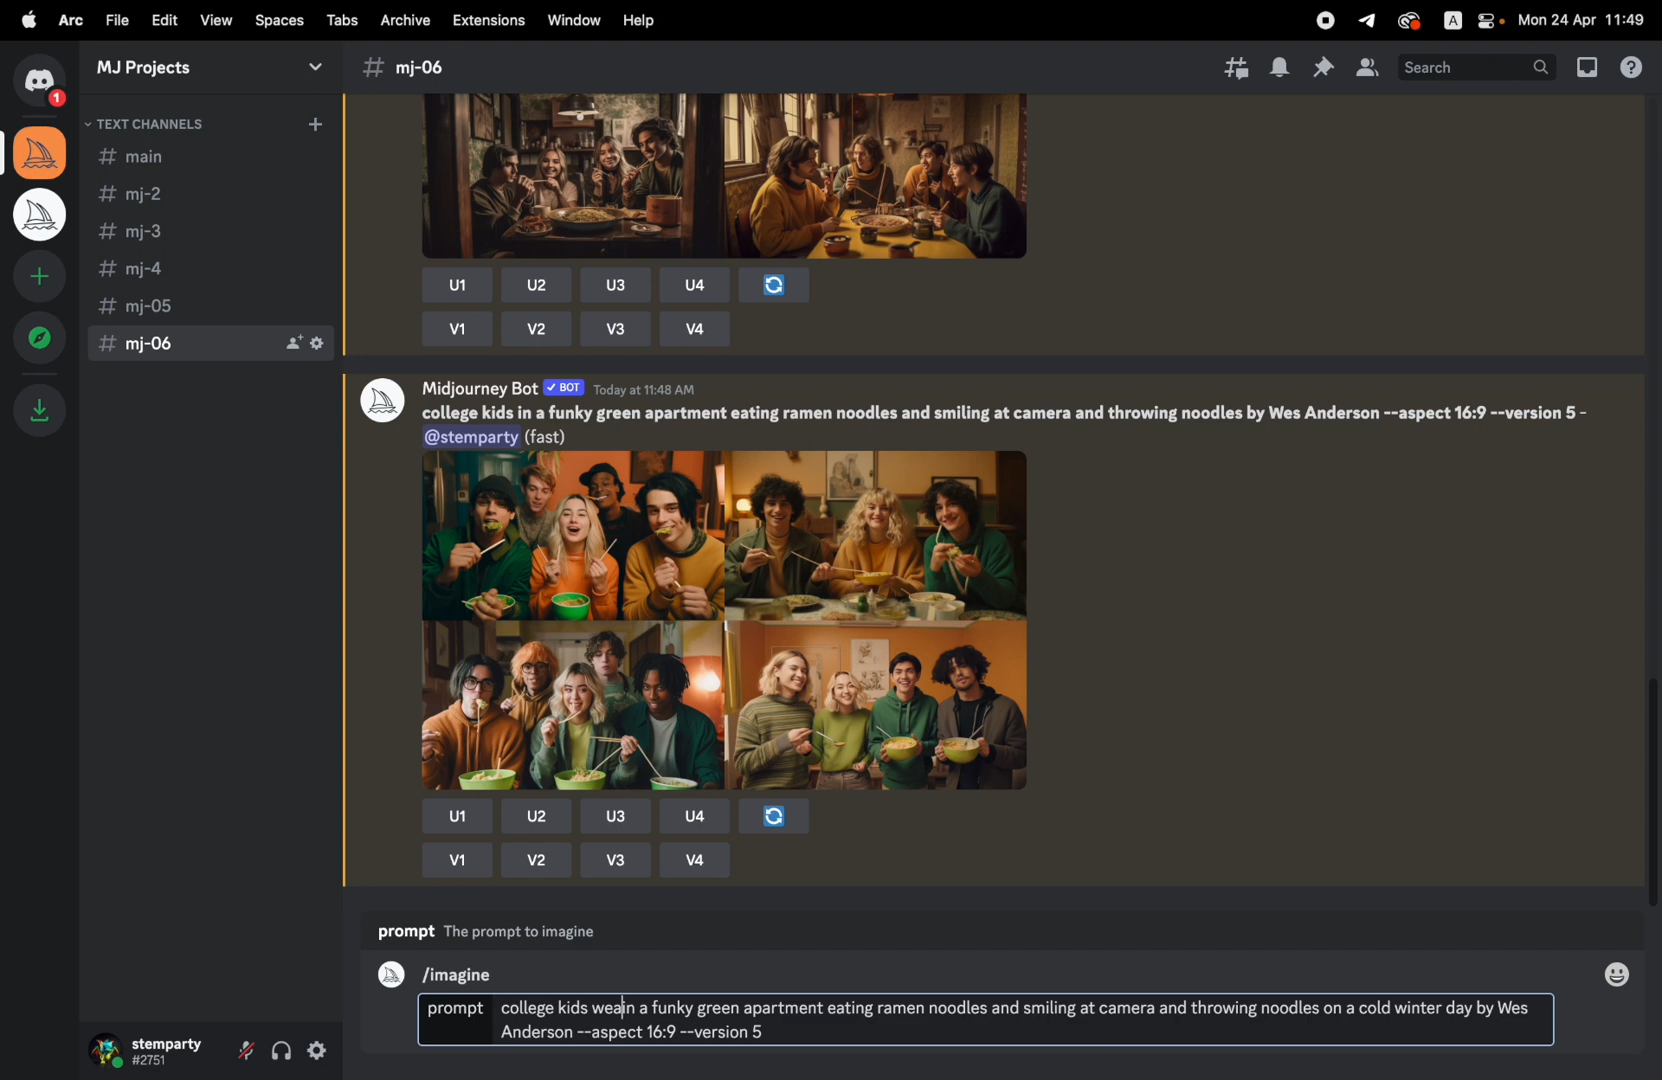 Arc File Edit View Spaces Tabs Archive Extensions Window Help A Mon 24 Apr 11:49
1
MJ Projects
TEXT CHANNELS
# main
# mj-2
# mj-3
# mj-4
# mj-05
# mj-06
stemparty
#2751
# mj-06 Search
U1 U2 U3 U4
V1 V2 V3 V4
Midjourney Bot ✓ BOT Today at 11:48 AM
college kids in a funky green apartment eating ramen noodles and smiling at camera and throwing noodles by Wes Anderson --aspect 16:9 --version 5 -
@stemparty (fast)
U1 U2 U3 U4
V1 V2 V3 V4
prompt The prompt to imagine
/imagine
prompt college kids weain a funky green apartment eating ramen noodles and smiling at camera and throwing noodles on a cold winter day by Wes
Anderson --aspect 16:9 --version 5